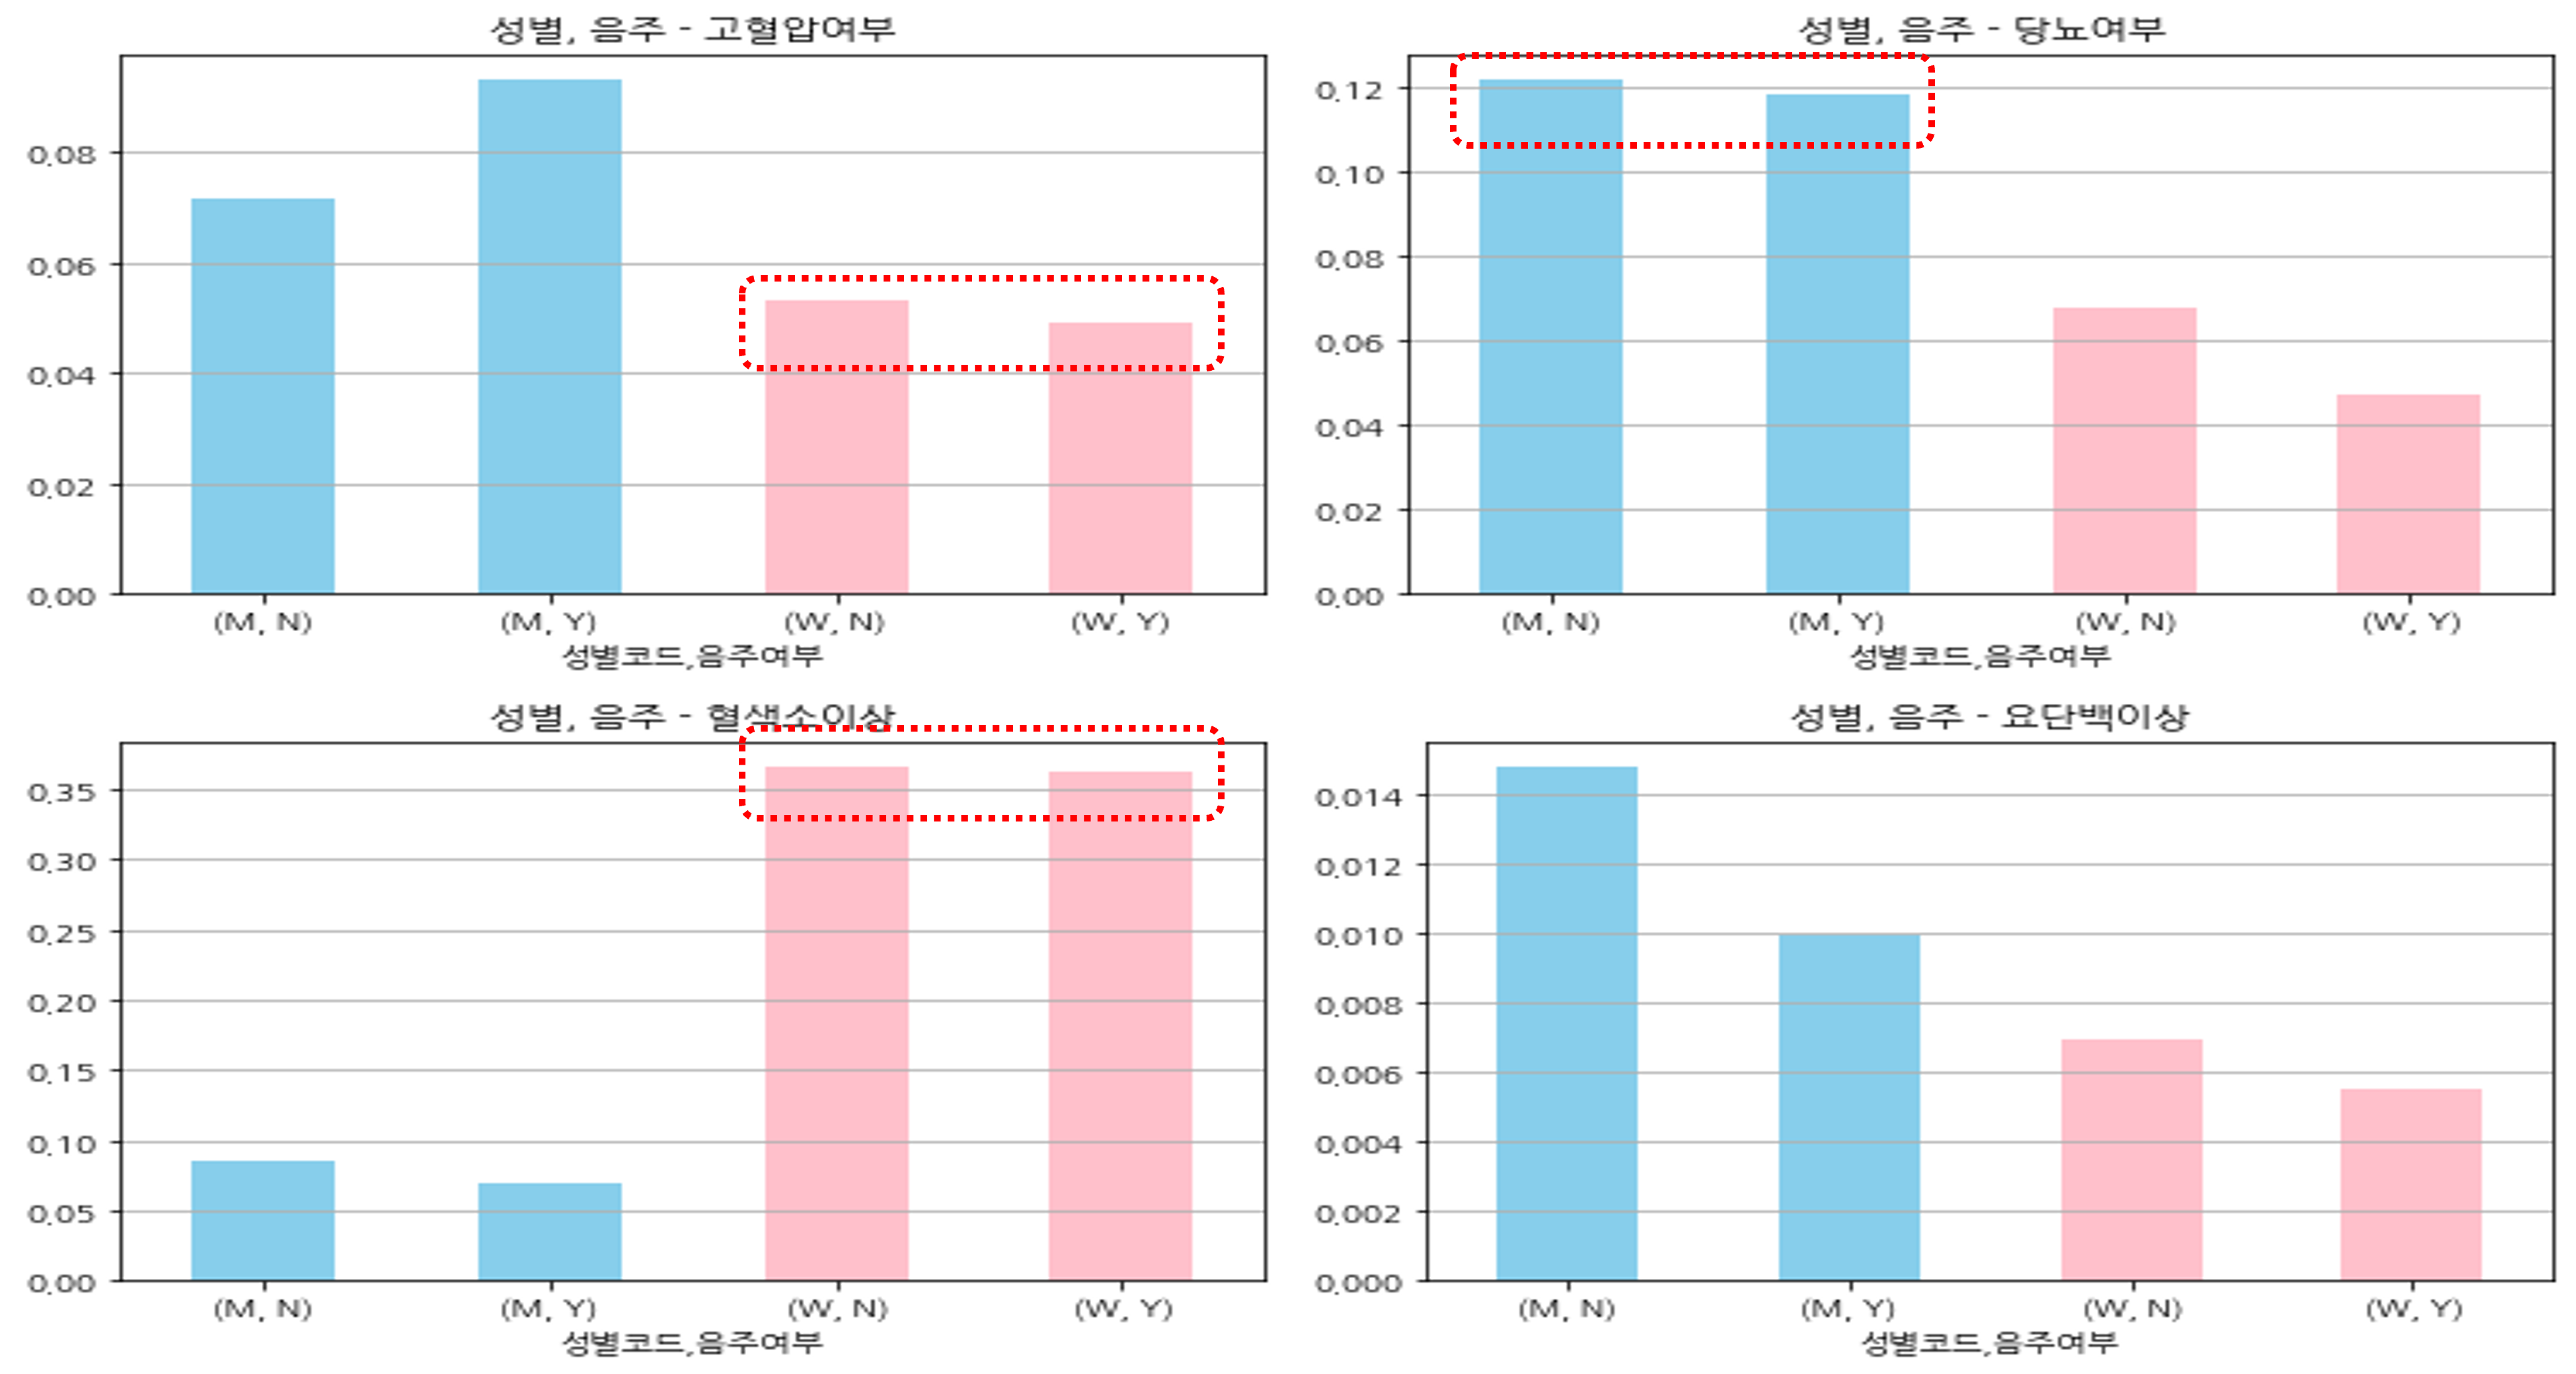 성별, 음주 - 고혈압여부
0.08
0.06
0.04
0.02
0.00
(M, N) (M, Y) (W, N) (W, Y)
성별코드,음주여부
성별, 음주 - 당뇨여부
0.12
0.10
0.08
0.06
0.04
0.02
0.00
(M, N) (M, Y) (W, N) (W, Y)
성별코드,음주여부
성별, 음주 - 혈색소이상
0.35
0.30
0.25
0.20
0.15
0.10
0.05
0.00
(M, N) (M, Y) (W, N) (W, Y)
성별코드,음주여부
성별, 음주 - 요단백이상
0.014
0.012
0.010
0.008
0.006
0.004
0.002
0.000
(M, N) (M, Y) (W, N) (W, Y)
성별코드,음주여부